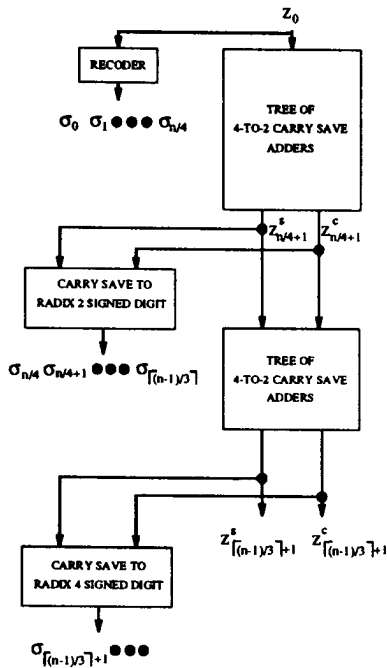 Z₀
RECODER
σ₀ σ₁ ●●● σₙ/₄
TREE OF
4-TO-2 CARRY SAVE
ADDERS
Zˢₙ/₄₊₁ Zᶜₙ/₄₊₁
CARRY SAVE TO
RADIX 2 SIGNED DIGIT
σₙ/₄ σₙ/₄₊₁ ●●● σ⌈(n-1)/3⌉
TREE OF
4-TO-2 CARRY SAVE
ADDERS
Zˢ⌈(n-1)/3⌉+1 Zᶜ⌈(n-1)/3⌉+1
CARRY SAVE TO
RADIX 4 SIGNED DIGIT
σ⌈(n-1)/3⌉+1 ●●●